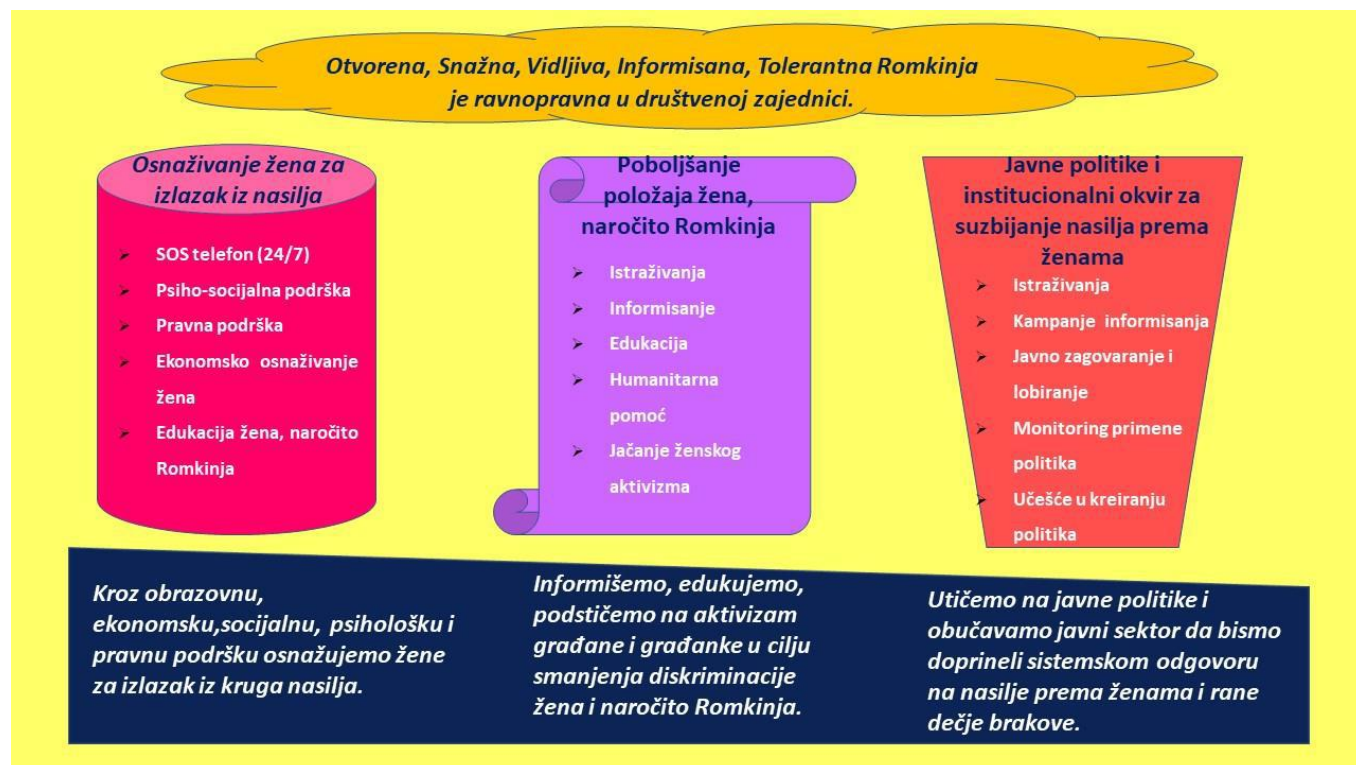 Otvorena, Snažna, Vidljiva, Informisana, Tolerantna Romkinja
je ravnopravna u društvenoj zajednici.
Osnaživanje žena za
izlazak iz nasilja
SOS telefon (24/7)
Psiho-socijalna podrška
Pravna podrška
Ekonomsko osnaživanje
žena
Edukacija žena, naročito
Romkinja
Poboljšanje
položaja žena,
naročito Romkinja
Istraživanja
Informisanje
Edukacija
Humanitarna
pomoć
Jačanje ženskog
aktivizma
Javne politike i
institucionalni okvir za
suzbijanje nasilja prema
ženama
Istraživanja
Kampanje informisanja
Javno zagovaranje i
lobiranje
Monitoring primene
politika
Učešće u kreiranju
politika
Kroz obrazovnu,
ekonomsku,socijalnu, psihološku i
pravnu podršku osnažujemo žene
za izlazak iz kruga nasilja.
Informišemo, edukujemo,
podstičemo na aktivizam
građane i građanke u cilju
smanjenja diskriminacije
žena i naročito Romkinja.
Utičemo na javne politike i
obučavamo javni sektor da bismo
doprineli sistemskom odgovoru
na nasilje prema ženama i rane
dečje brakove.